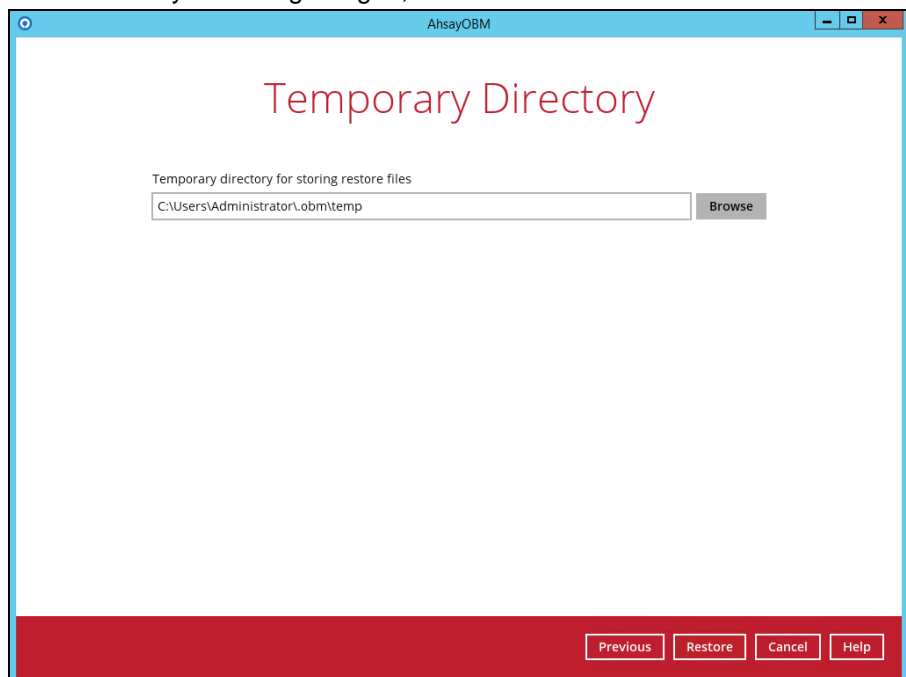 AhsayOBM
Temporary Directory
Temporary directory for storing restore files
C:\Users\Administrator\.obm\temp Browse
Previous Restore Cancel Help